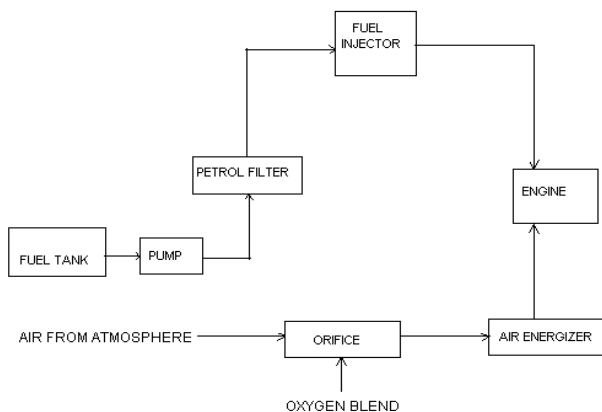 FUEL
INJECTOR
PETROL FILTER
ENGINE
FUEL TANK
PUMP
AIR FROM ATMOSPHERE
ORIFICE
AIR ENERGIZER
OXYGEN BLEND